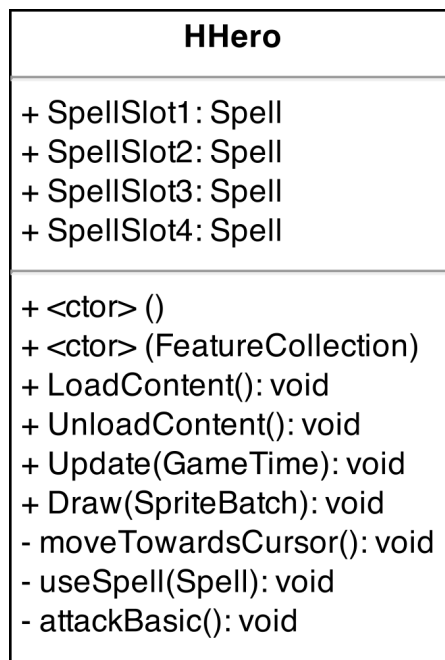 HHero
+ SpellSlot1: Spell
+ SpellSlot2: Spell
+ SpellSlot3: Spell
+ SpellSlot4: Spell
+ <ctor> ()
+ <ctor> (FeatureCollection)
+ LoadContent(): void
+ UnloadContent(): void
+ Update(GameTime): void
+ Draw(SpriteBatch): void
- moveTowardsCursor(): void
- useSpell(Spell): void
- attackBasic(): void